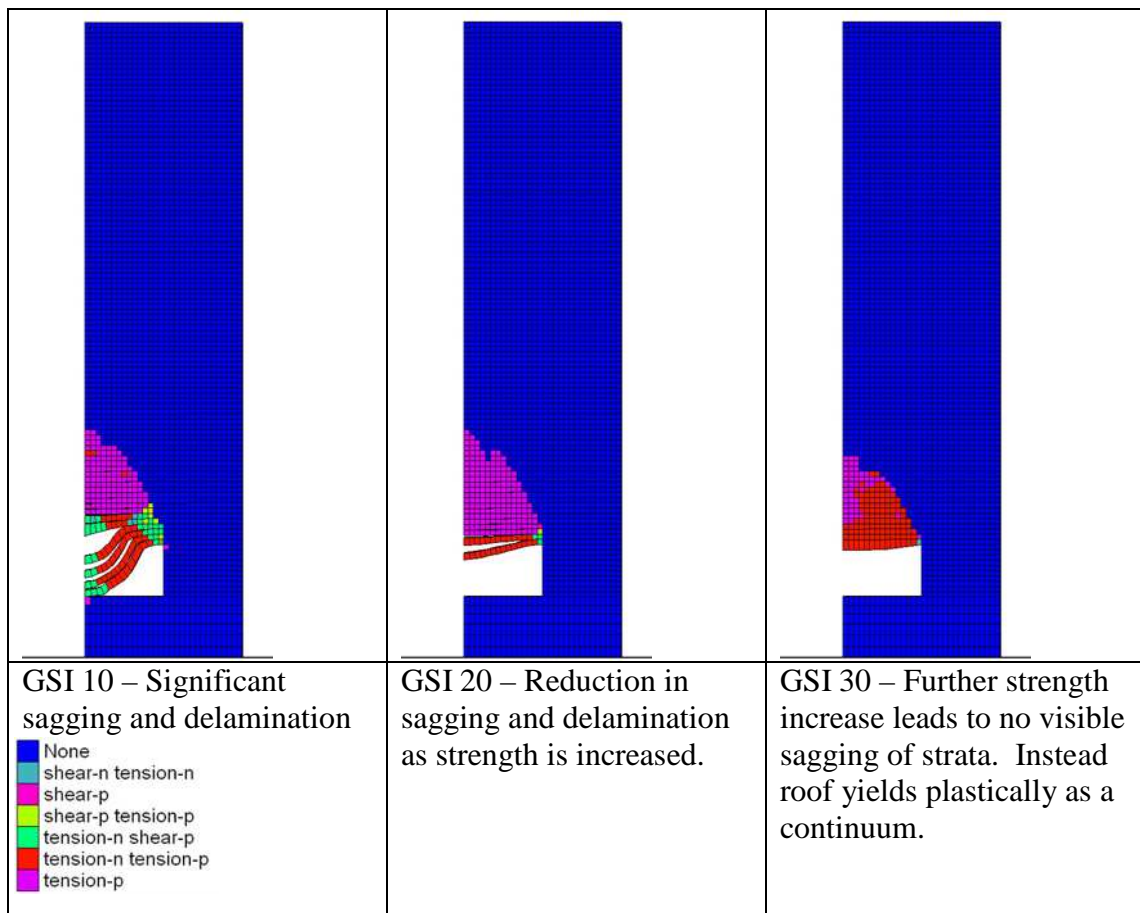 GSI 10 – Significant
sagging and delamination
None
shear-n tension-n
shear-p
shear-p tension-p
tension-n shear-p
tension-n tension-p
tension-p
GSI 20 – Reduction in
sagging and delamination
as strength is increased.
GSI 30 – Further strength
increase leads to no visible
sagging of strata.  Instead
roof yields plastically as a
continuum.